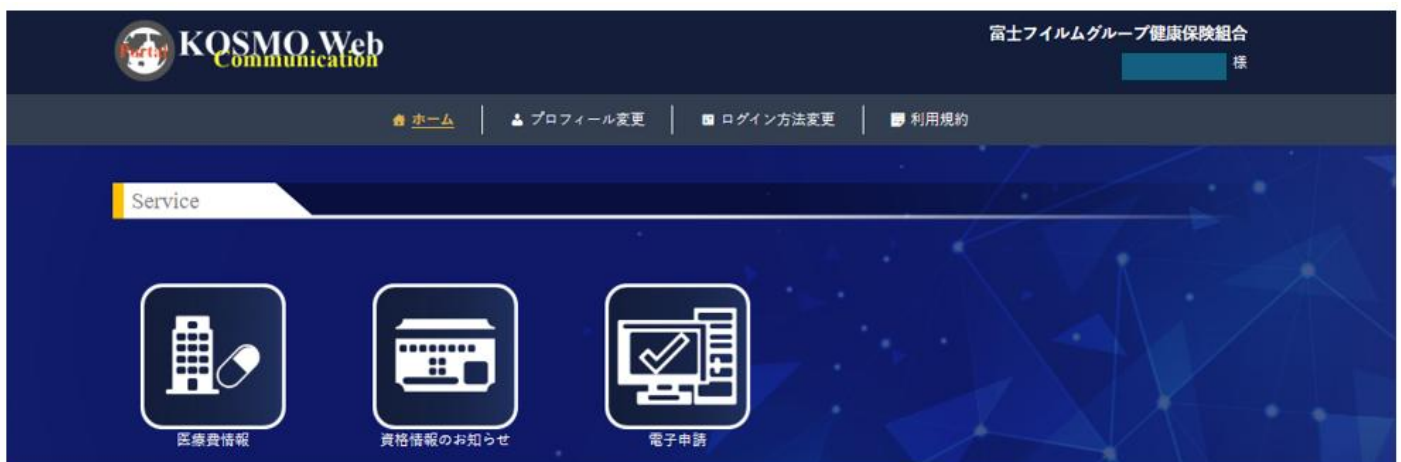 Portal
KOSMO Web
Communication
富士フイルムグループ健康保険組合
様
ホーム
プロフィール変更
ログイン方法変更
利用規約
Service
医療費情報
資格情報のお知らせ
電子申請